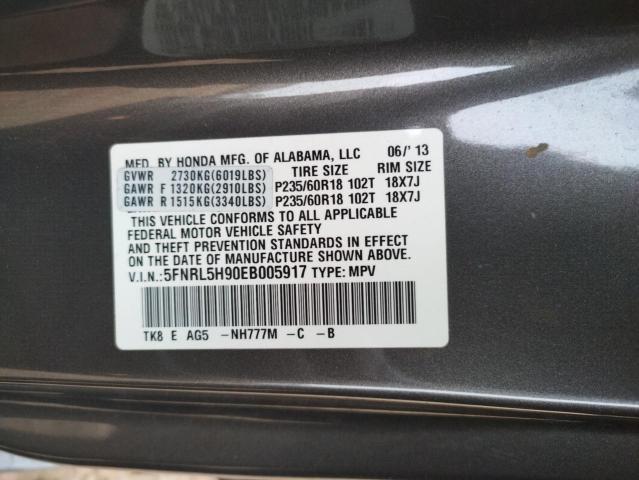 MFD. BY HONDA MFG. OF ALABAMA, LLC 06/'13
TIRE SIZE RIM SIZE
GVWR 2730KG(6019LBS)
GAWR F 1320KG(2910LBS) P235/60R18 102T 18X7J
GAWR R 1515KG(3340LBS) P235/60R18 102T 18X7J
THIS VEHICLE CONFORMS TO ALL APPLICABLE
FEDERAL MOTOR VEHICLE SAFETY
AND THEFT PREVENTION STANDARDS IN EFFECT
ON THE DATE OF MANUFACTURE SHOWN ABOVE.
V.I.N.:5FNRL5H90EB005917 TYPE: MPV
TK8 E AG5 -NH777M -C -B